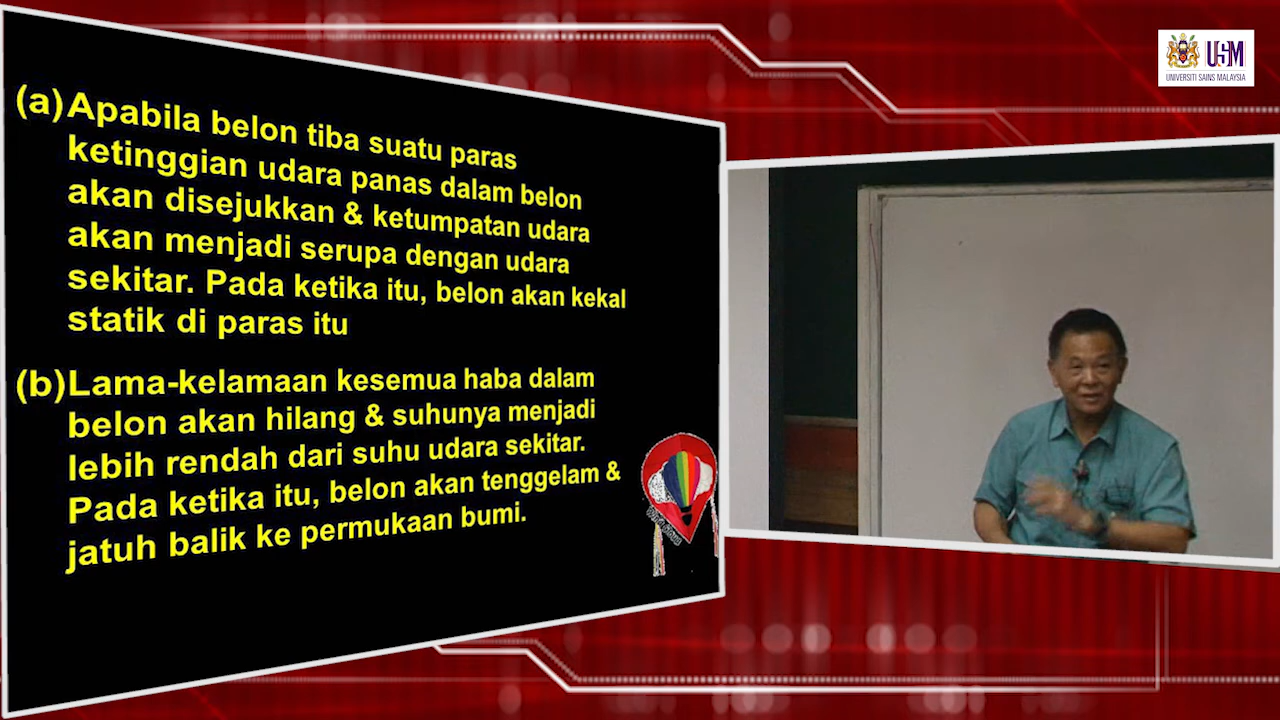 (a) Apabila belon tiba suatu paras
ketinggian udara panas dalam belon
akan disejukkan & ketumpatan udara
akan menjadi serupa dengan udara
sekitar. Pada ketika itu, belon akan kekal
statik di paras itu
(b) Lama-kelamaan kesemua haba dalam
belon akan hilang & suhunya menjadi
lebih rendah dari suhu udara sekitar.
Pada ketika itu, belon akan tenggelam &
jatuh balik ke permukaan bumi.
USM
UNIVERSITI SAINS MALAYSIA